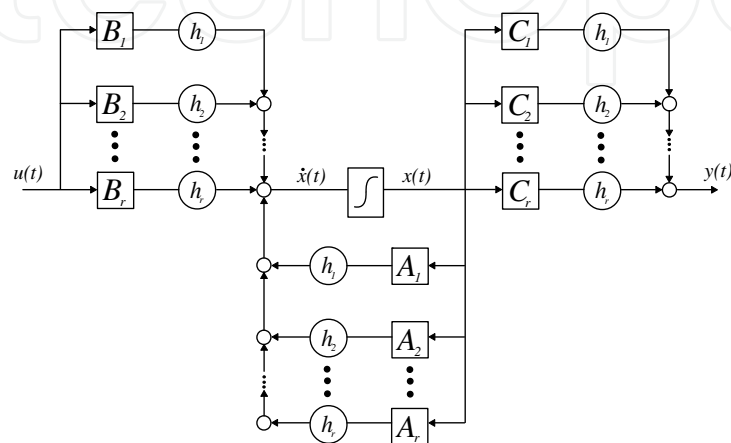 B₁ h₁ C₁ h₁
B₂ h₂ C₂ h₂
u(t) ẋ(t) x(t) y(t)
Bᵣ hᵣ Cᵣ hᵣ
h₁ A₁
h₂ A₂
hᵣ Aᵣ